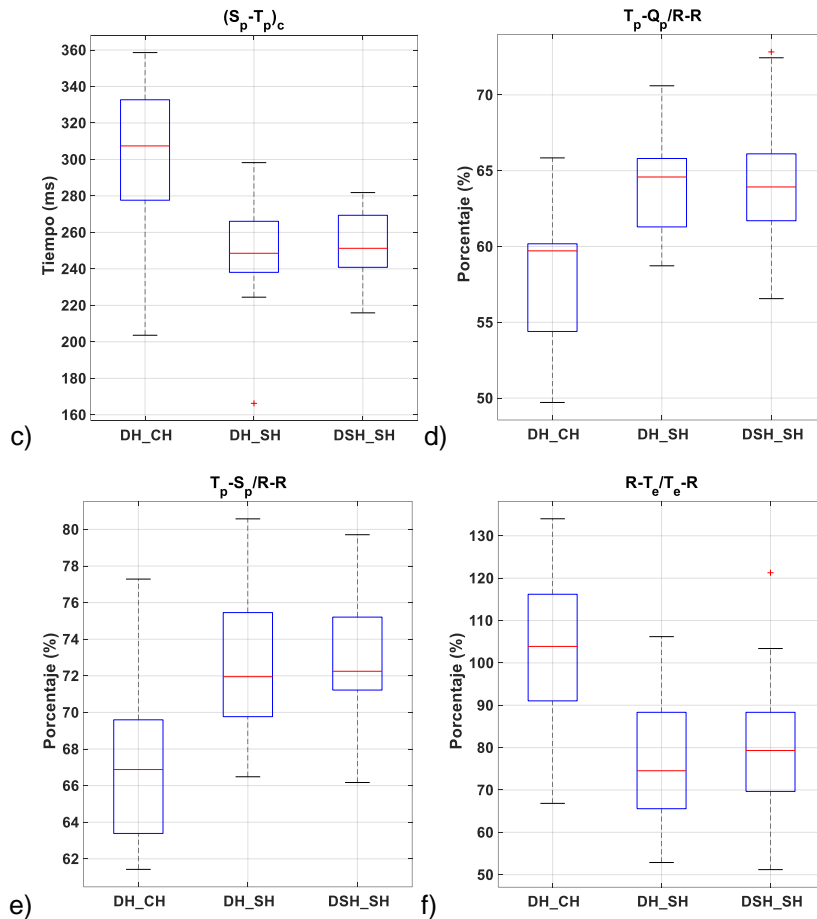 (Sp-Tp)c
Tiempo (ms)
360
340
320
300
280
260
240
220
200
180
160
DH_CH DH_SH DSH_SH
c)
Tp-Qp/R-R
Porcentaje (%)
70
65
60
55
50
DH_CH DH_SH DSH_SH
d)
Tp-Sp/R-R
Porcentaje (%)
80
78
76
74
72
70
68
66
64
62
DH_CH DH_SH DSH_SH
e)
R-Te/Te-R
Porcentaje (%)
130
120
110
100
90
80
70
60
50
DH_CH DH_SH DSH_SH
f)